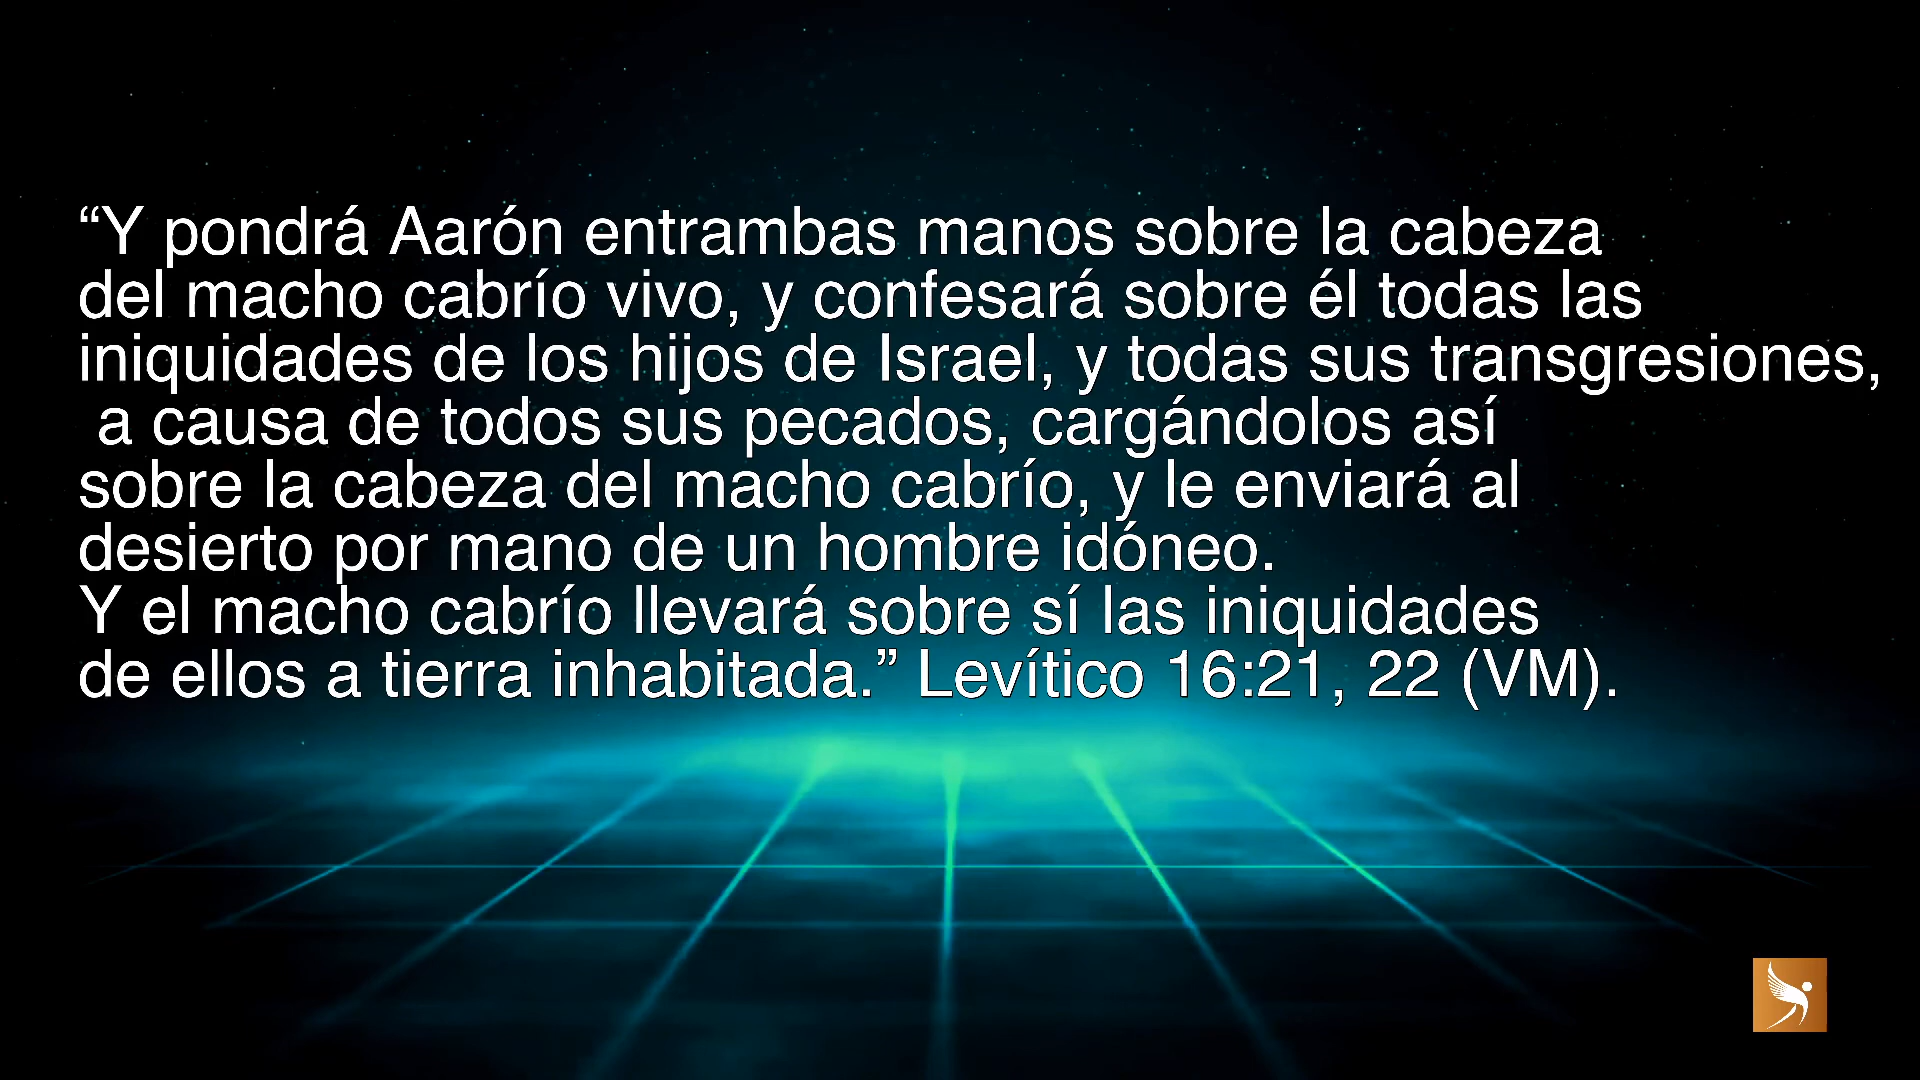 “Y pondrá Aarón entrambas manos sobre la cabeza
del macho cabrío vivo, y confesará sobre él todas las
iniquidades de los hijos de Israel, y todas sus transgresiones,
a causa de todos sus pecados, cargándolos así
sobre la cabeza del macho cabrío, y le enviará al
desierto por mano de un hombre idóneo.
Y el macho cabrío llevará sobre sí las iniquidades
de ellos a tierra inhabitada.” Levítico 16:21, 22 (VM).